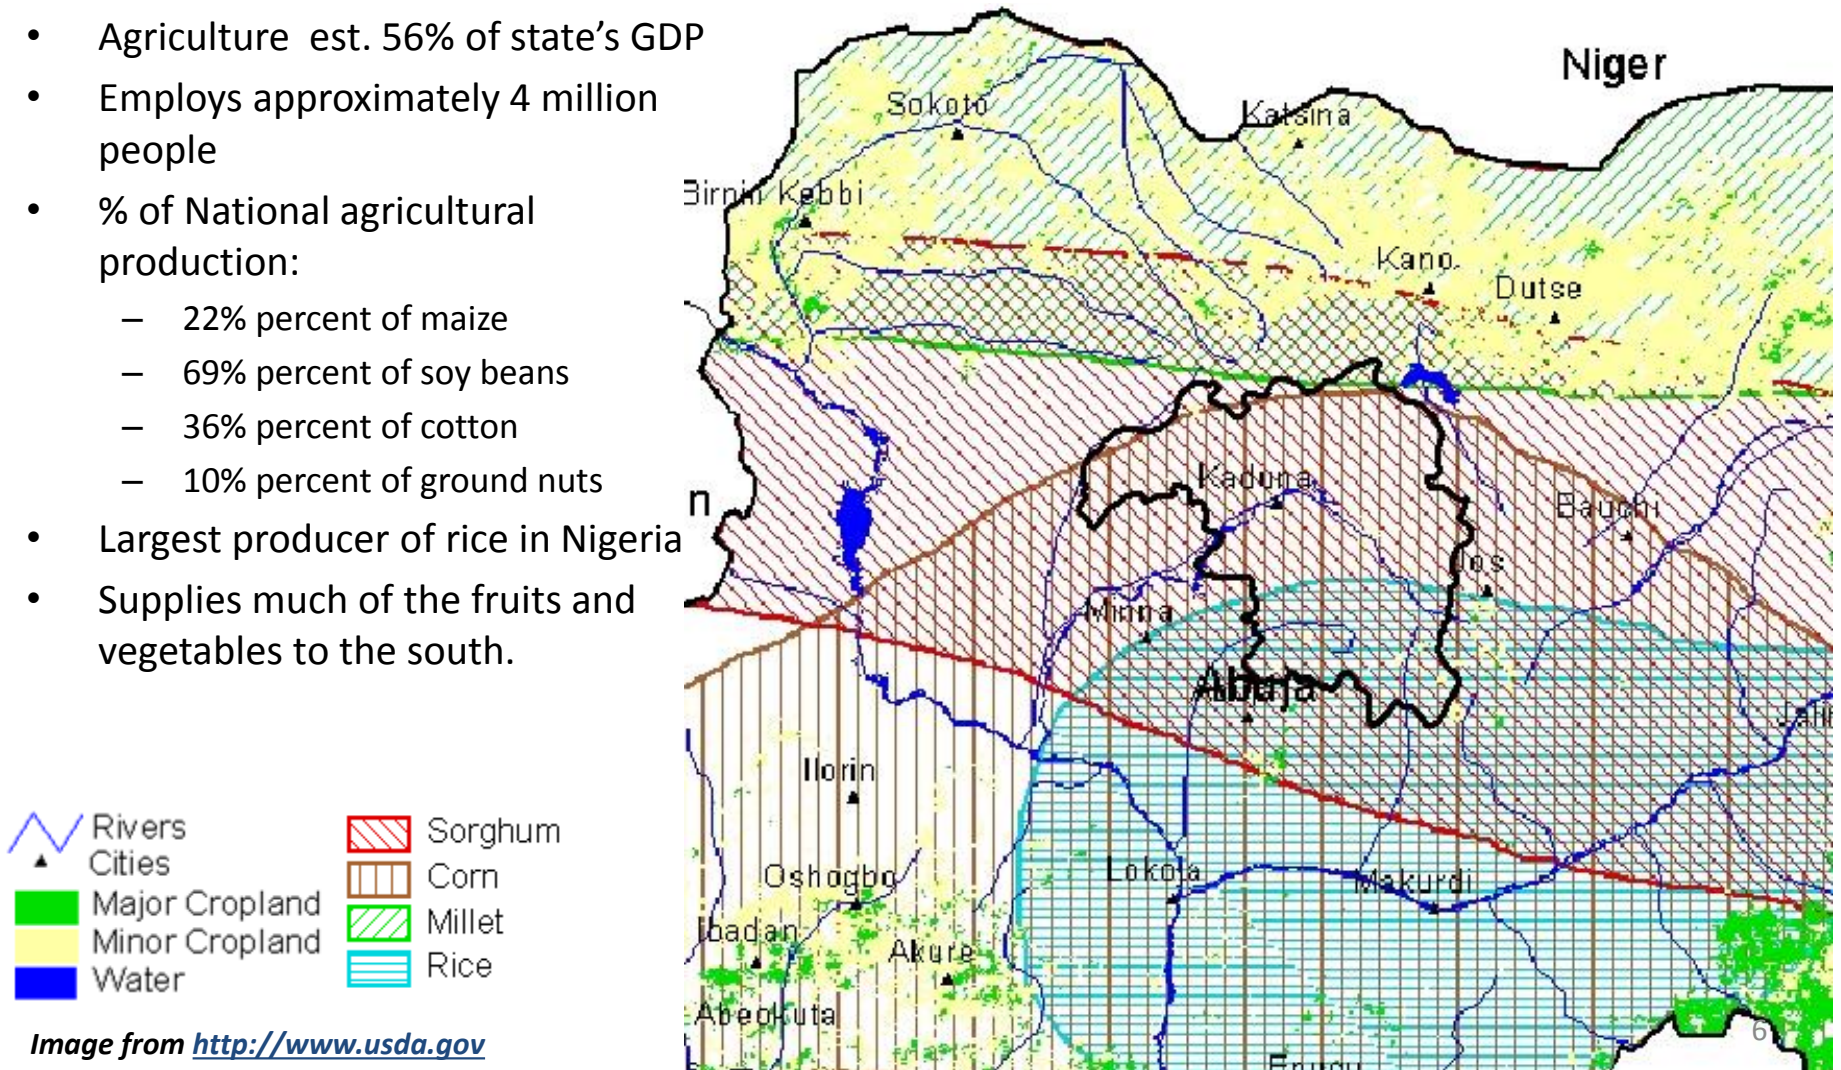 • Agriculture est. 56% of state's GDP
• Employs approximately 4 million
people
• % of National agricultural
production:
– 22% percent of maize
– 69% percent of soy beans
– 36% percent of cotton
– 10% percent of ground nuts
• Largest producer of rice in Nigeria
• Supplies much of the fruits and
vegetables to the south.
Rivers
Cities
Major Cropland
Minor Cropland
Water
Sorghum
Corn
Millet
Rice
Image from http://www.usda.gov
Niger
Sokoto
Katsina
Birnin Kebbi
Kano
Dutse
n
Kaduna
Bauchi
Jos
Minna
Abuja
Ilorin
Oshogbo
Lokoja
Makurdi
Ibadan
Akure
Abeokuta
Enugu
6